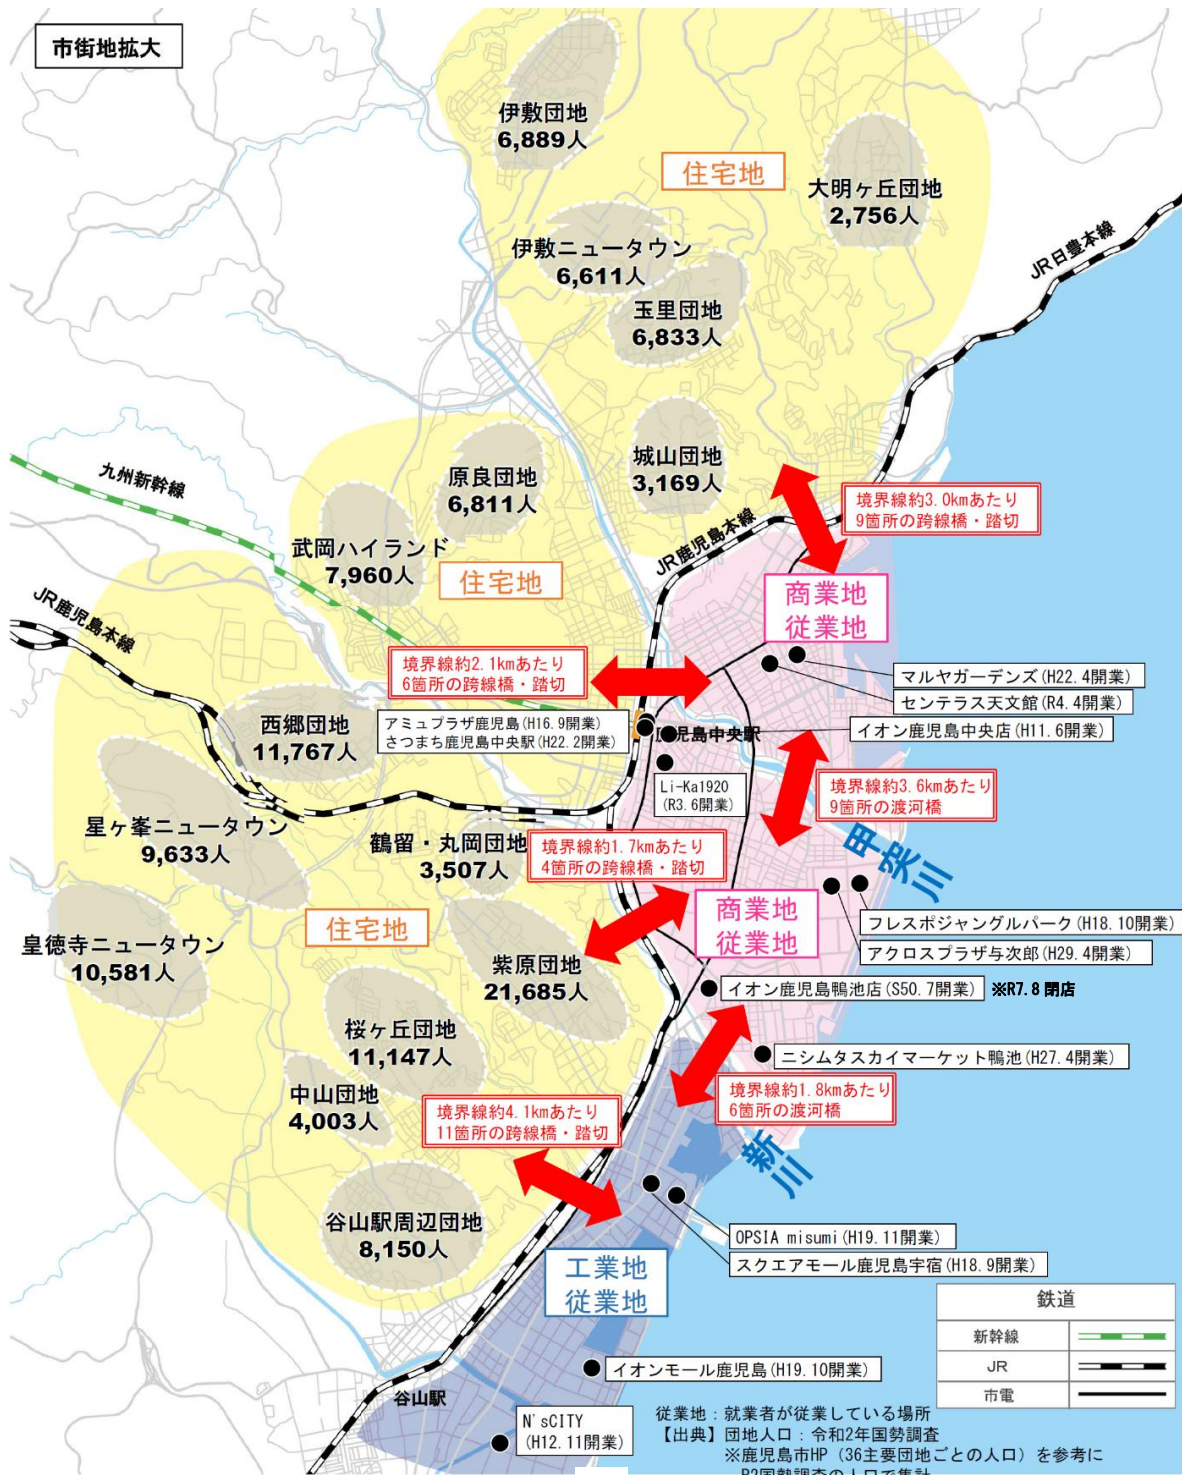 市街地拡大
伊敷団地
6,889人
住宅地
大明ヶ丘団地
2,756人
伊敷ニュータウン
6,611人
玉里団地
6,833人
JR日豊本線
城山団地
3,169人
原良団地
6,811人
九州新幹線
武岡ハイランド
7,960人
住宅地
境界線約3.0kmあたり
9箇所の跨線橋・踏切
JR鹿児島本線
商業地
従業地
JR鹿児島本線
境界線約2.1kmあたり
6箇所の跨線橋・踏切
マルヤガーデンズ(H22.4開業)
センテラス天文館(R4.4開業)
イオン鹿児島中央店(H11.6開業)
アミュプラザ鹿児島(H16.9開業)
さつまち鹿児島中央駅(H22.2開業)
児島中央駅
西郷団地
11,767人
Li-Ka1920
(R3.6開業)
境界線約3.6kmあたり
9箇所の渡河橋
甲突川
星ヶ峯ニュータウン
9,633人
鶴留・丸岡団地
3,507人
境界線約1.7kmあたり
4箇所の跨線橋・踏切
商業地
従業地
フレスポジャングルパーク(H18.10開業)
アクロスプラザ与次郎(H29.4開業)
住宅地
皇徳寺ニュータウン
10,581人
紫原団地
21,685人
イオン鹿児島鴨池店(S50.7開業)
※R7.8 閉店
桜ヶ丘団地
11,147人
ニシムタスカイマーケット鴨池(H27.4開業)
境界線約1.8kmあたり
6箇所の渡河橋
中山団地
4,003人
境界線約4.1kmあたり
11箇所の跨線橋・踏切
新川
谷山駅周辺団地
8,150人
OPSIA misumi(H19.11開業)
スクエアモール鹿児島宇宿(H18.9開業)
工業地
従業地
鉄道
新幹線
JR
市電
イオンモール鹿児島(H19.10開業)
谷山駅
N'sCITY
(H12.11開業)
従業地：就業者が従業している場所
【出典】団地人口：令和2年国勢調査
※鹿児島市HP（36主要団地ごとの人口）を参考に
R2国勢調査の人口で集計